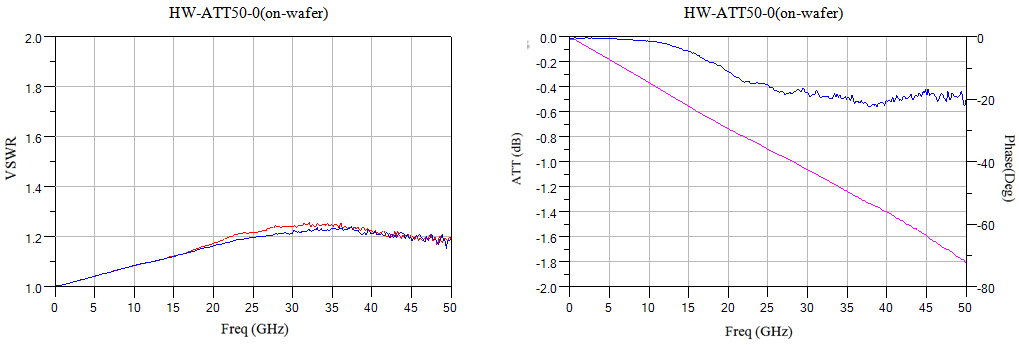 HW-ATT50-0(on-wafer)
2.0
1.8
1.6
1.4
1.2
1.0
VSWR
0 5 10 15 20 25 30 35 40 45 50
Freq (GHz)
HW-ATT50-0(on-wafer)
0.0
-0.2
-0.4
-0.6
-0.8
-1.0
-1.2
-1.4
-1.6
-1.8
-2.0
ATT (dB)
0
-20
-40
-60
-80
Phase(Deg)
0 5 10 15 20 25 30 35 40 45 50
Freq (GHz)